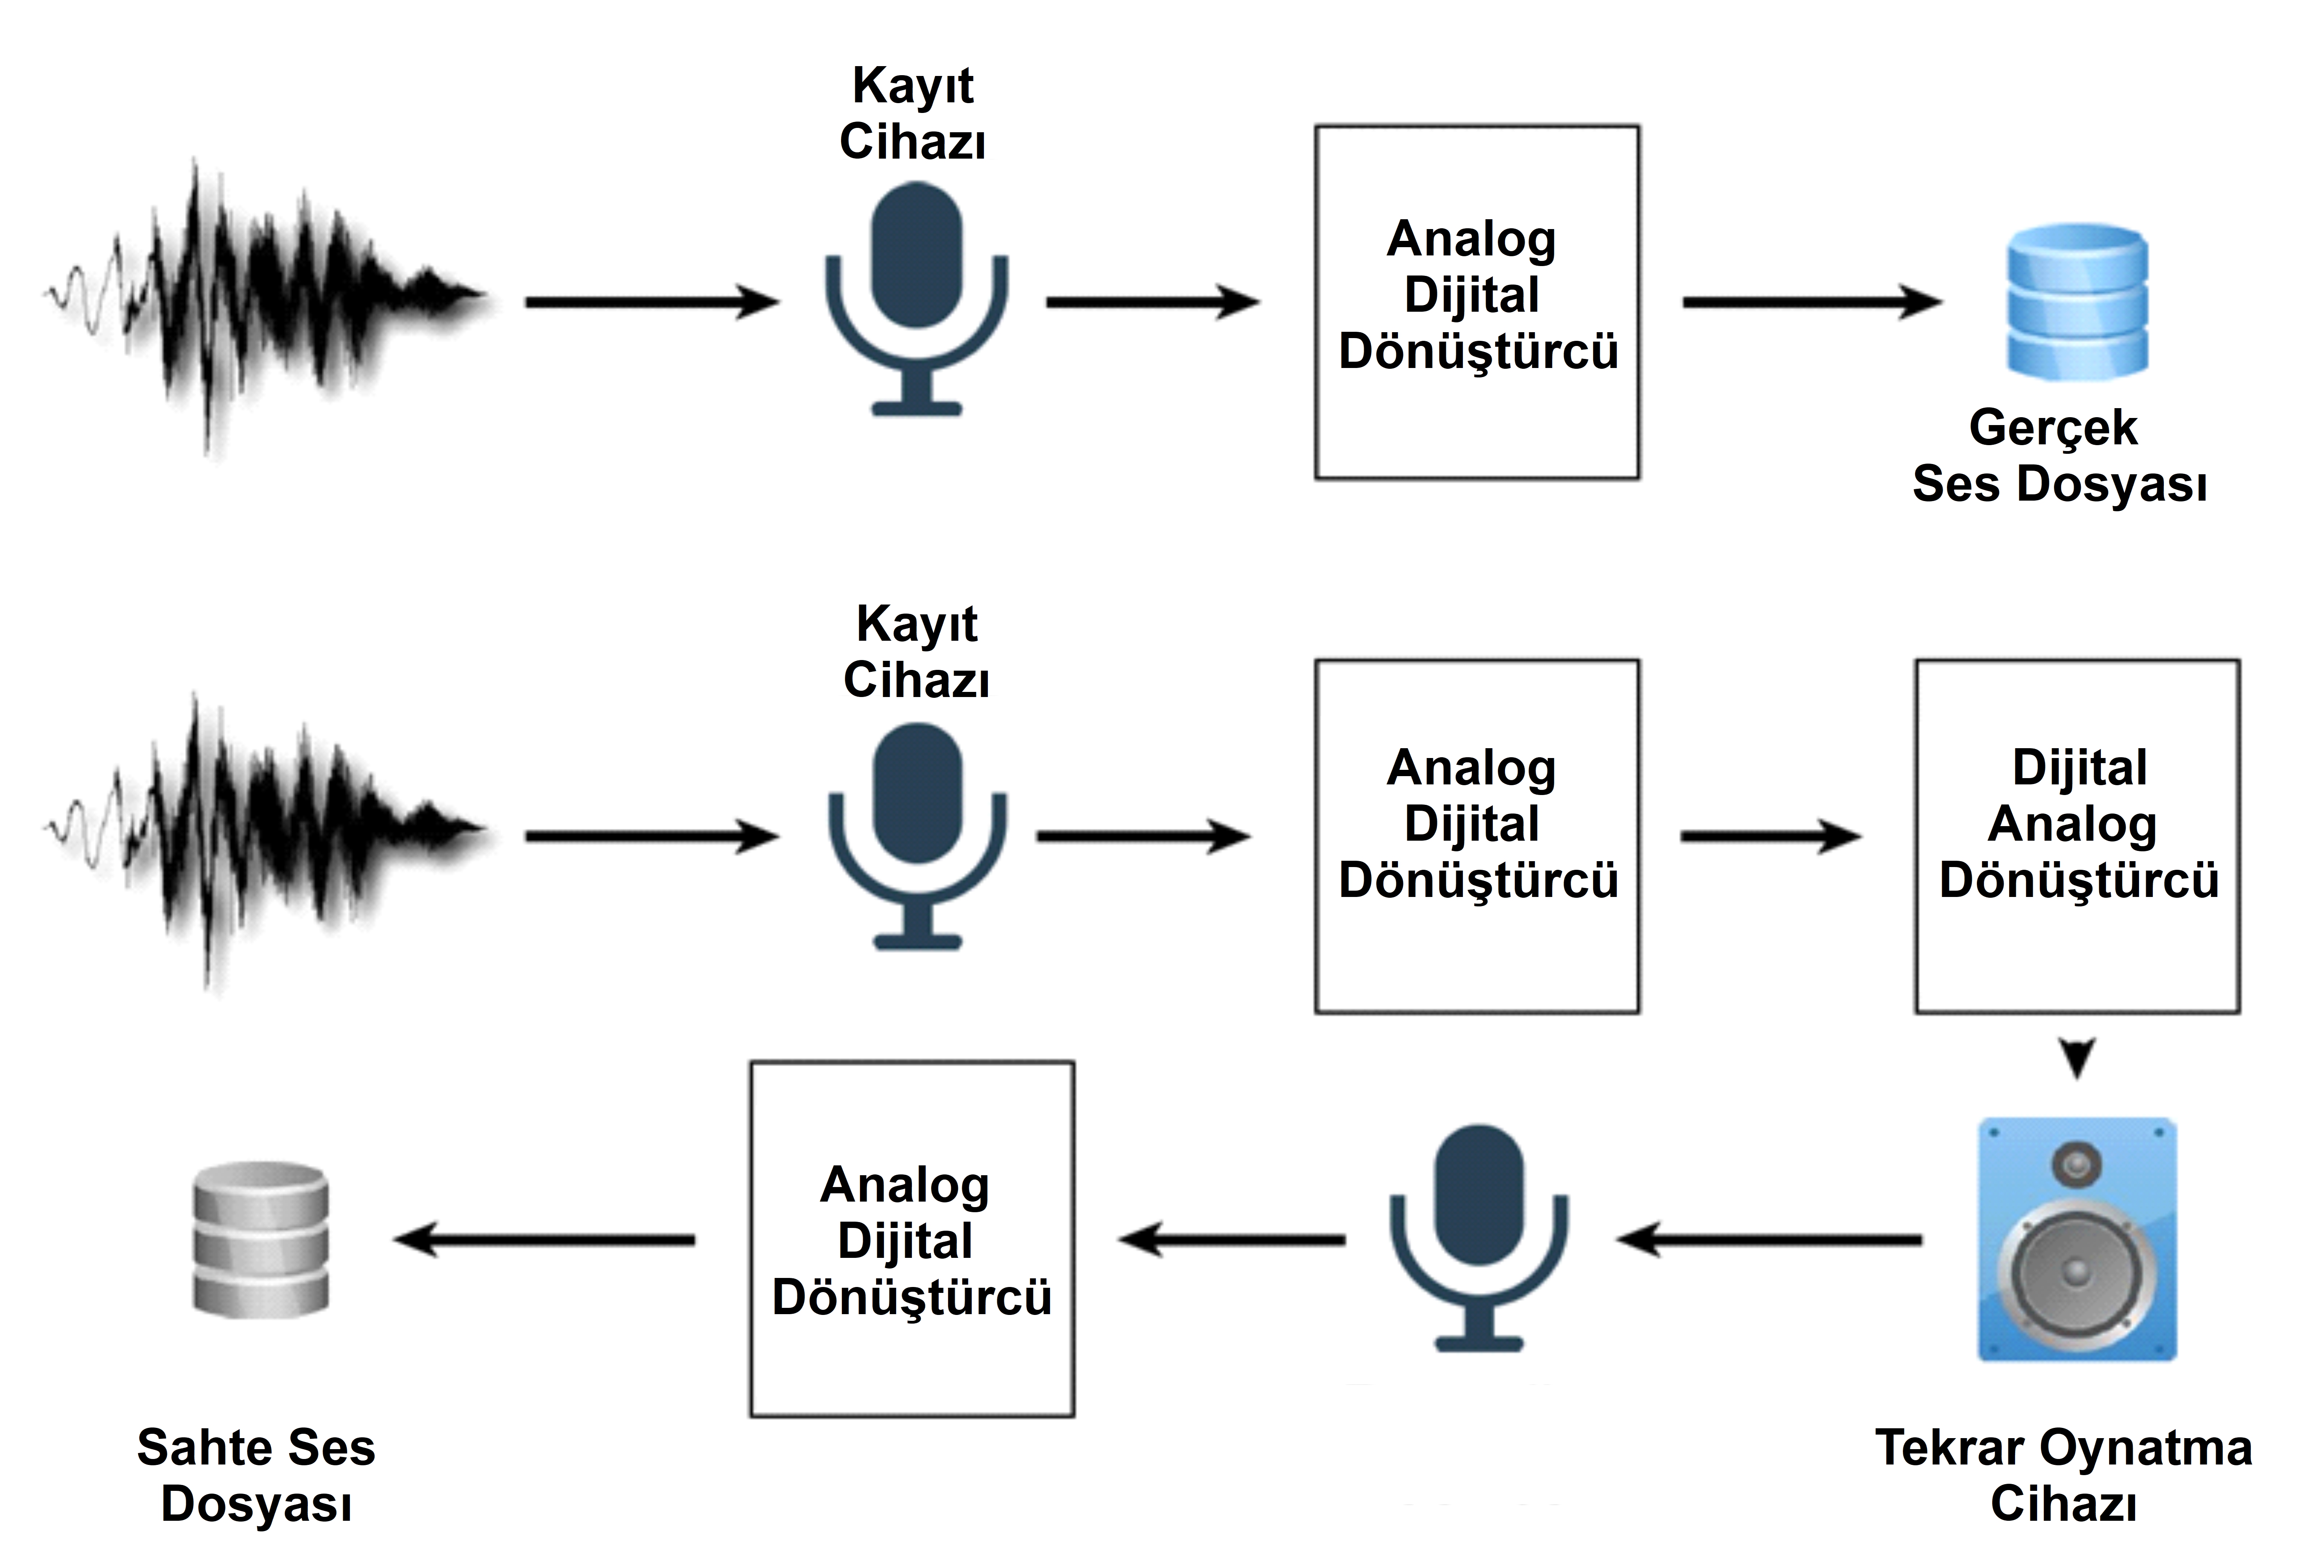 Kayıt
Cihazı
Analog
Dijital
Dönüştürcü
Gerçek
Ses Dosyası
Kayıt
Cihazı
Analog
Dijital
Dönüştürcü
Dijital
Analog
Dönüştürcü
Analog
Dijital
Dönüştürcü
Sahte Ses
Dosyası
Tekrar Oynatma
Cihazı